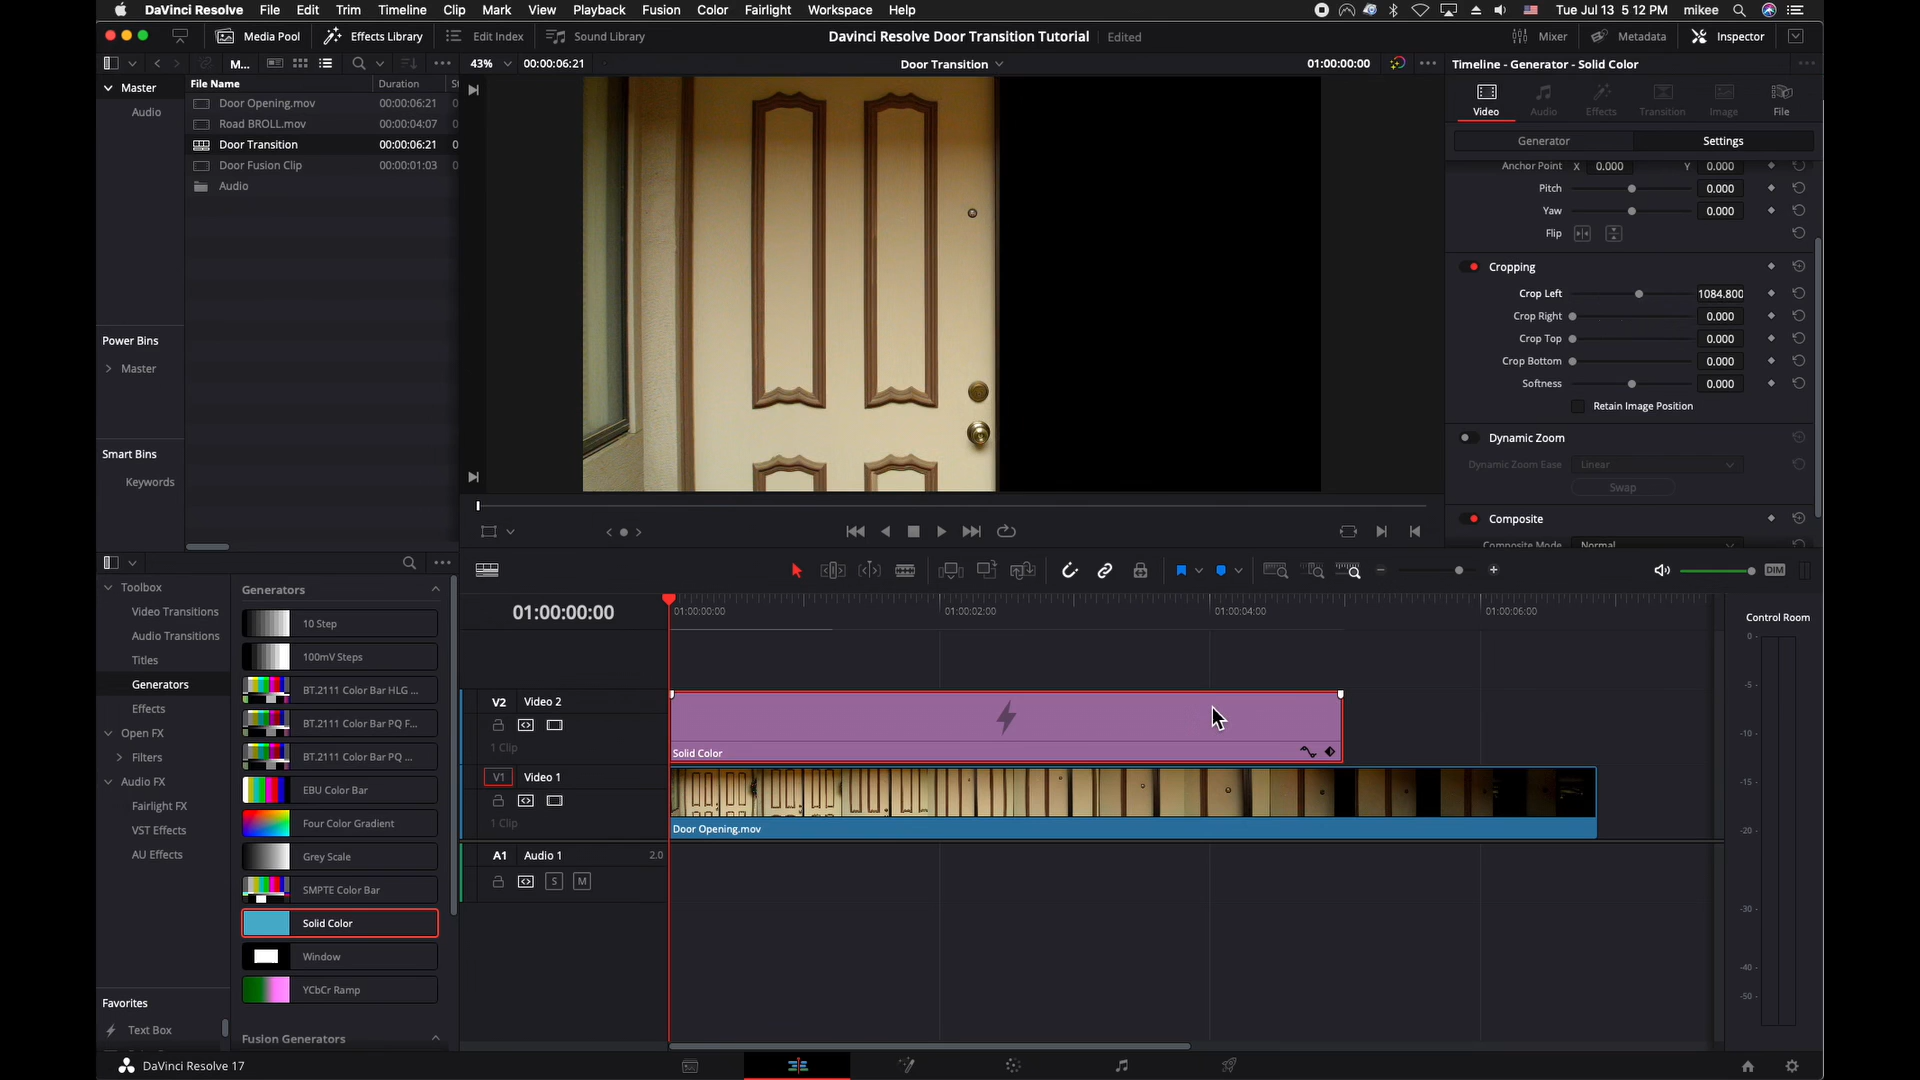 DaVinci Resolve File Edit Trim Timeline Clip Mark View Playback Fusion Color Fairlight Workspace Help Tue Jul 13 5 12 PM mikee
Media Pool Effects Library Edit Index Sound Library Davinci Resolve Door Transition Tutorial Edited Mixer Metadata Inspector
M... 43% 00:00:06:21 Door Transition 01:00:00:00 Timeline - Generator - Solid Color
Master File Name Duration
Audio Door Opening.mov 00:00:06:21 0
Road BROLL.mov 00:00:04:07 0
Door Transition 00:00:06:21 0
Door Fusion Clip 00:00:01:03 0
Audio
Power Bins
Master
Smart Bins
Keywords
Video Audio Effects Transition Image File
Generator Settings
Anchor Point X 0.000 Y 0.000
Pitch 0.000
Yaw 0.000
Flip
Cropping
Crop Left 1084.800
Crop Right 0.000
Crop Top 0.000
Crop Bottom 0.000
Softness 0.000
Retain Image Position
Dynamic Zoom
Dynamic Zoom Ease Linear
Swap
Composite
Composite Mode Normal
Toolbox
Video Transitions
Audio Transitions
Titles
Generators
Effects
Open FX
Filters
Audio FX
Fairlight FX
VST Effects
AU Effects
Favorites
Text Box
Generators
10 Step
100mV Steps
BT.2111 Color Bar HLG ...
BT.2111 Color Bar PQ F...
BT.2111 Color Bar PQ ...
EBU Color Bar
Four Color Gradient
Grey Scale
SMPTE Color Bar
Solid Color
Window
YCbCr Ramp
Fusion Generators
DIM
01:00:00:00 01:00:00:00 01:00:02:00 01:00:04:00 01:00:06:00
V2 Video 2
1 Clip
Solid Color
V1 Video 1
1 Clip
Door Opening.mov
A1 Audio 1 2.0
S M
Control Room
0
-5
-10
-15
-20
-30
-40
-50
DaVinci Resolve 17